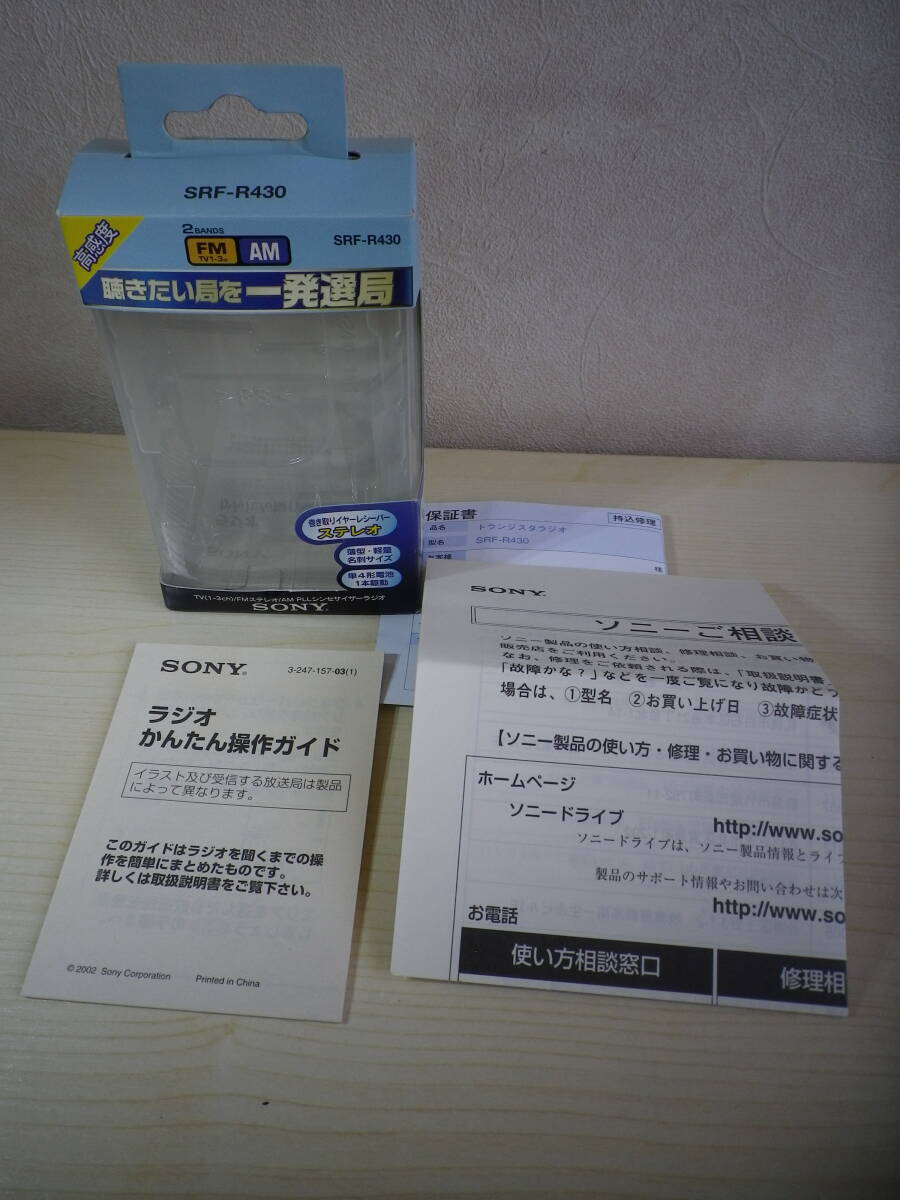 SRF-R430
高感度
2 BANDS
FM
TV1-3ch
AM
SRF-R430
聴きたい局を一発選局
巻き取りイヤーレシーバー
ステレオ
薄型・軽量
名刺サイズ
単4形電池
1本駆動
TV(1-3ch)/FMステレオ/AM PLLシンセサイザーラジオ
SONY
保証書
持込修理
品名
トランジスタラジオ
型名
SRF-R430
お客様
様
SONY
ソニーご相談
ソニー製品の使い方相談、修理相談、お買い物
販売店をご利用ください。
なお、修理をご依頼される際は、「取扱説明書
「故障かな？」などを一度ご覧になり故障かどう
場合は、①型名 ②お買い上げ日 ③故障症状
【ソニー製品の使い方・修理・お買い物に関する
ホームページ
ソニードライブ
http://www.so
ソニードライブは、ソニー製品情報とライフ
製品のサポート情報やお問い合わせは次
http://www.so
お電話
使い方相談窓口
修理相
SONY
3-247-157-03(1)
ラジオ
かんたん操作ガイド
イラスト及び受信する放送局は製品
によって異なります。
このガイドはラジオを聞くまでの操
作を簡単にまとめたものです。
詳しくは取扱説明書をご覧下さい。
© 2002 Sony Corporation
Printed in China